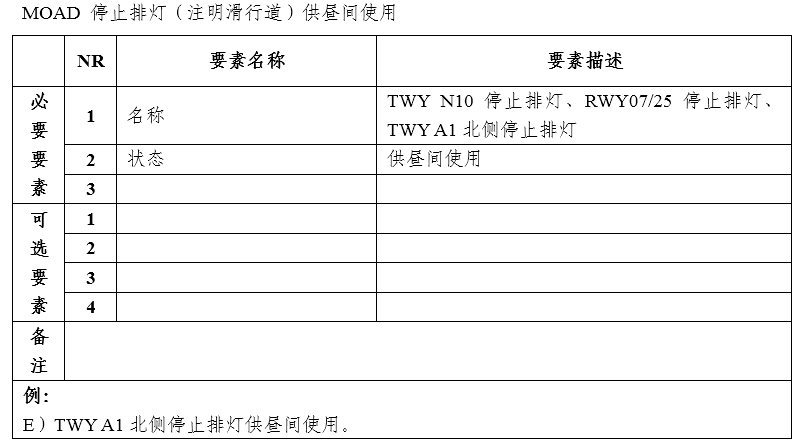 MOAD 停止排灯（注明滑行道）供昼间使用
NR 要素名称 要素描述
必要要素
1 名称 TWY N10 停止排灯、RWY07/25 停止排灯、
TWY A1 北侧停止排灯
2 状态 供昼间使用
3
可选要素
1
2
3
4
备注
例：
E）TWY A1 北侧停止排灯供昼间使用。